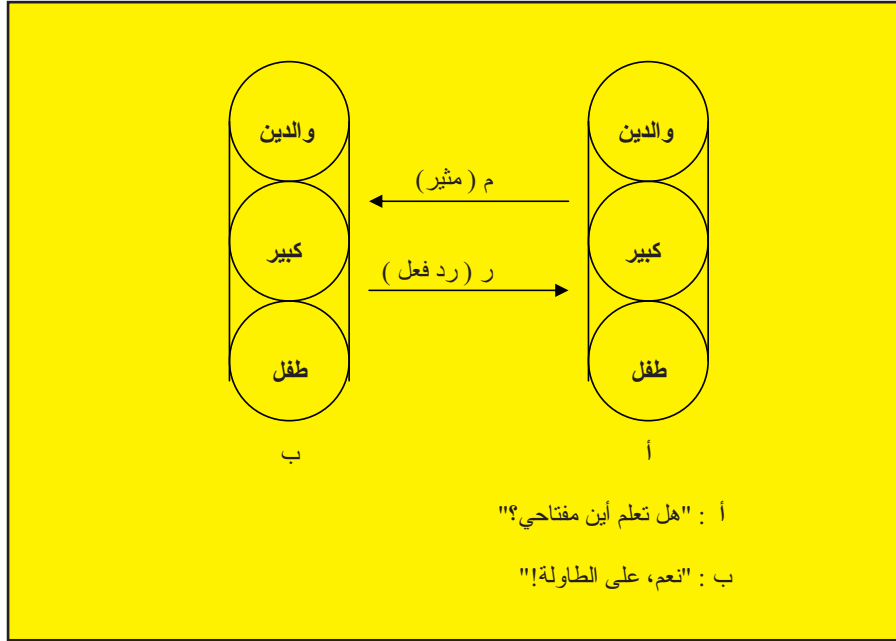 والدين
والدين
م ( مثير)
كبير
كبير
ر ( رد فعل )
طفل
طفل
أ
ب
أ : "هل تعلم أين مفتاحي؟"
ب : "نعم، على الطاولة!"